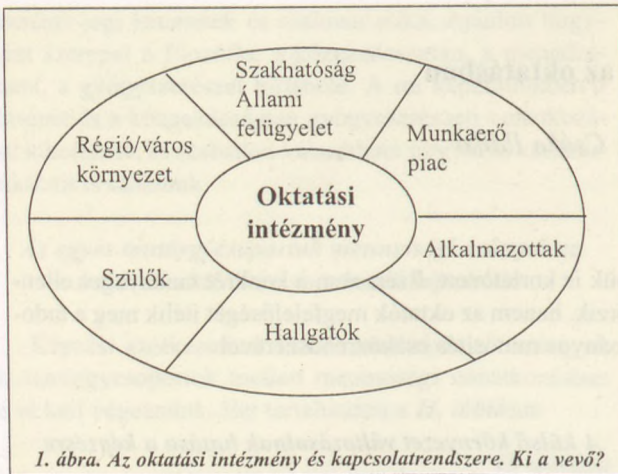 Szakhatóság
Állami
felügyelet
Régió/város
környezet
Munkaerő
piac
Oktatási
intézmény
Szülők
Alkalmazottak
Hallgatók
1. ábra. Az oktatási intézmény és kapcsolatrendszere. Ki a vevő?